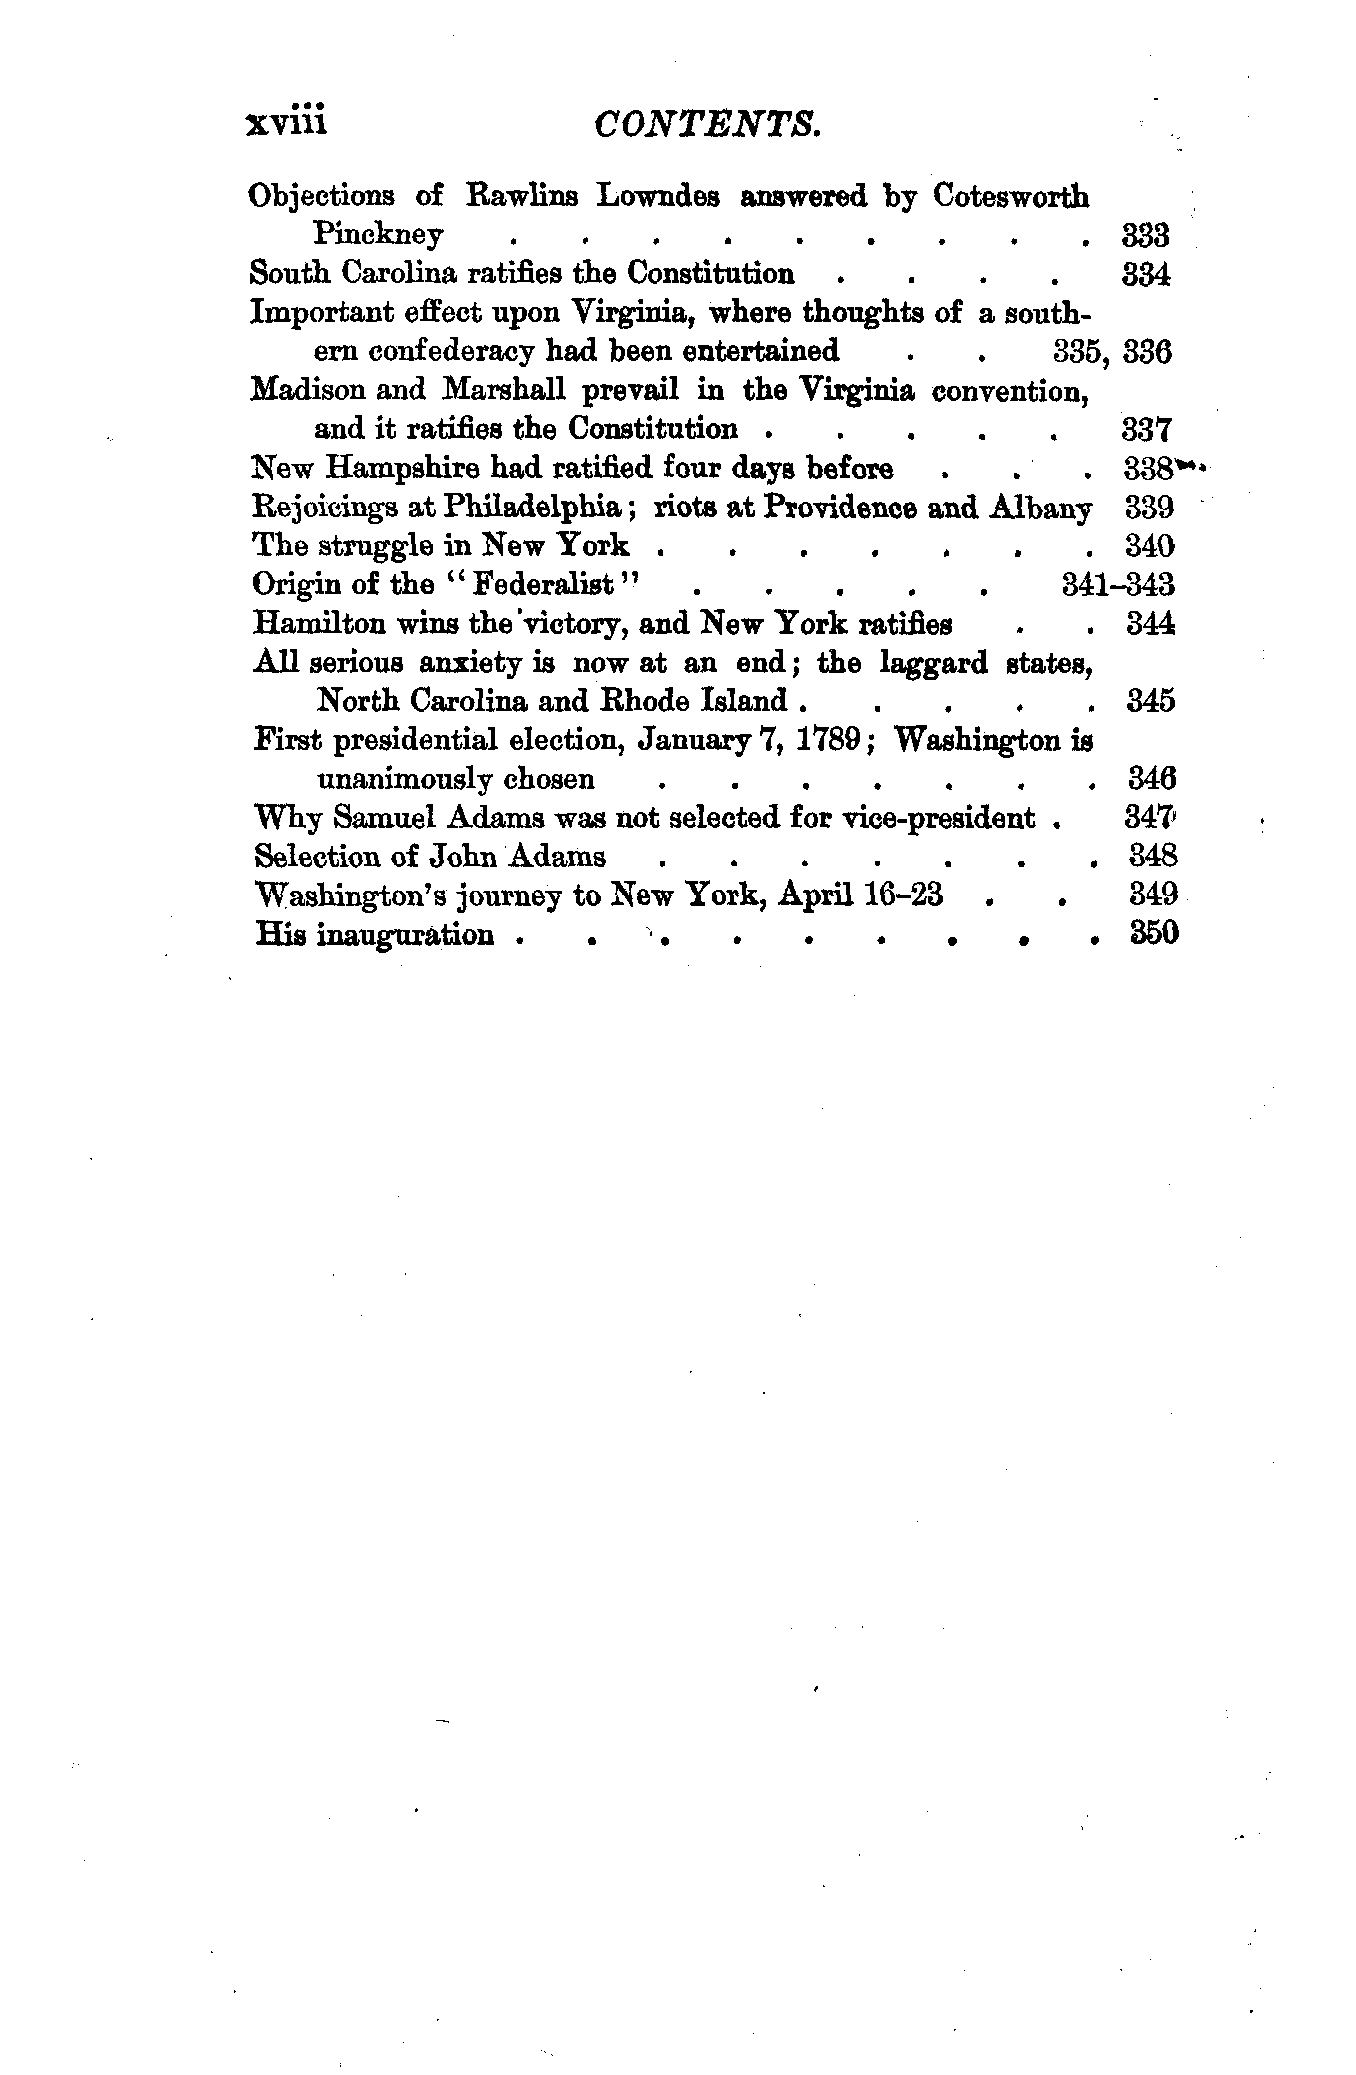 xviii CONTENTS.
Objections of Rawlins Lowndes answered by Cotesworth
Pinckney . . . . . . . . . 333
South Carolina ratifies the Constitution . . . . 334
Important effect upon Virginia, where thoughts of a south-
ern confederacy had been entertained . . 335, 336
Madison and Marshall prevail in the Virginia convention,
and it ratifies the Constitution . . . . . 337
New Hampshire had ratified four days before . . . 338
Rejoicings at Philadelphia; riots at Providence and Albany 339
The struggle in New York . . . . . . . 340
Origin of the "Federalist" . . . . . 341–343
Hamilton wins the victory, and New York ratifies . . 344
All serious anxiety is now at an end; the laggard states,
North Carolina and Rhode Island . . . . . 345
First presidential election, January 7, 1789; Washington is
unanimously chosen . . . . . . . 346
Why Samuel Adams was not selected for vice-president . 347
Selection of John Adams . . . . . . . 348
Washington's journey to New York, April 16–23 . . 349
His inauguration . . . . . . . . . 350